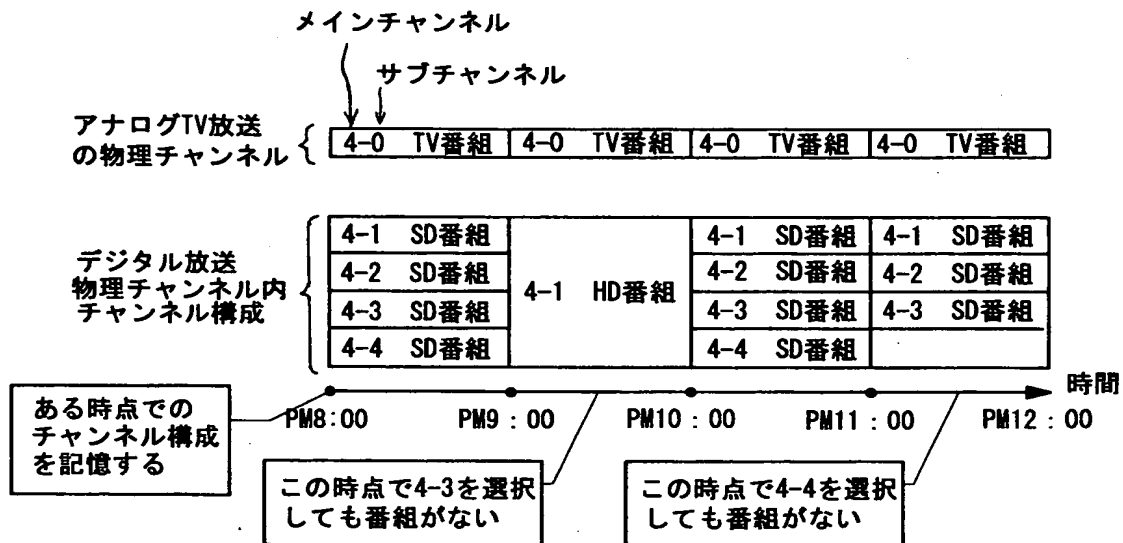 メインチャンネル
サブチャンネル
アナログTV放送
の物理チャンネル
4-0 TV番組 4-0 TV番組 4-0 TV番組 4-0 TV番組
デジタル放送
物理チャンネル内
チャンネル構成
4-1 SD番組 4-1 SD番組 4-1 SD番組
4-2 SD番組 4-2 SD番組 4-2 SD番組
4-1 HD番組
4-3 SD番組 4-3 SD番組 4-3 SD番組
4-4 SD番組 4-4 SD番組
時間
PM8:00 PM9:00 PM10:00 PM11:00 PM12:00
ある時点での
チャンネル構成
を記憶する
この時点で4-3を選択
しても番組がない
この時点で4-4を選択
しても番組がない